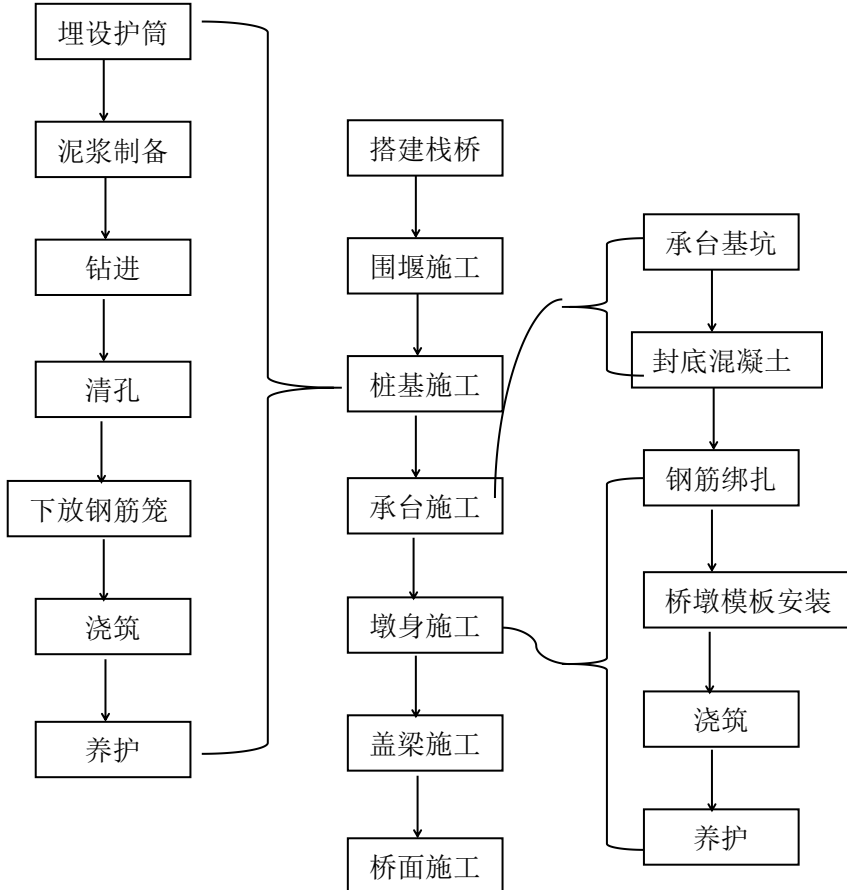 埋设护筒
泥浆制备
钻进
清孔
下放钢筋笼
浇筑
养护
搭建栈桥
围堰施工
桩基施工
承台施工
墩身施工
盖梁施工
桥面施工
承台基坑
封底混凝土
钢筋绑扎
桥墩模板安装
浇筑
养护